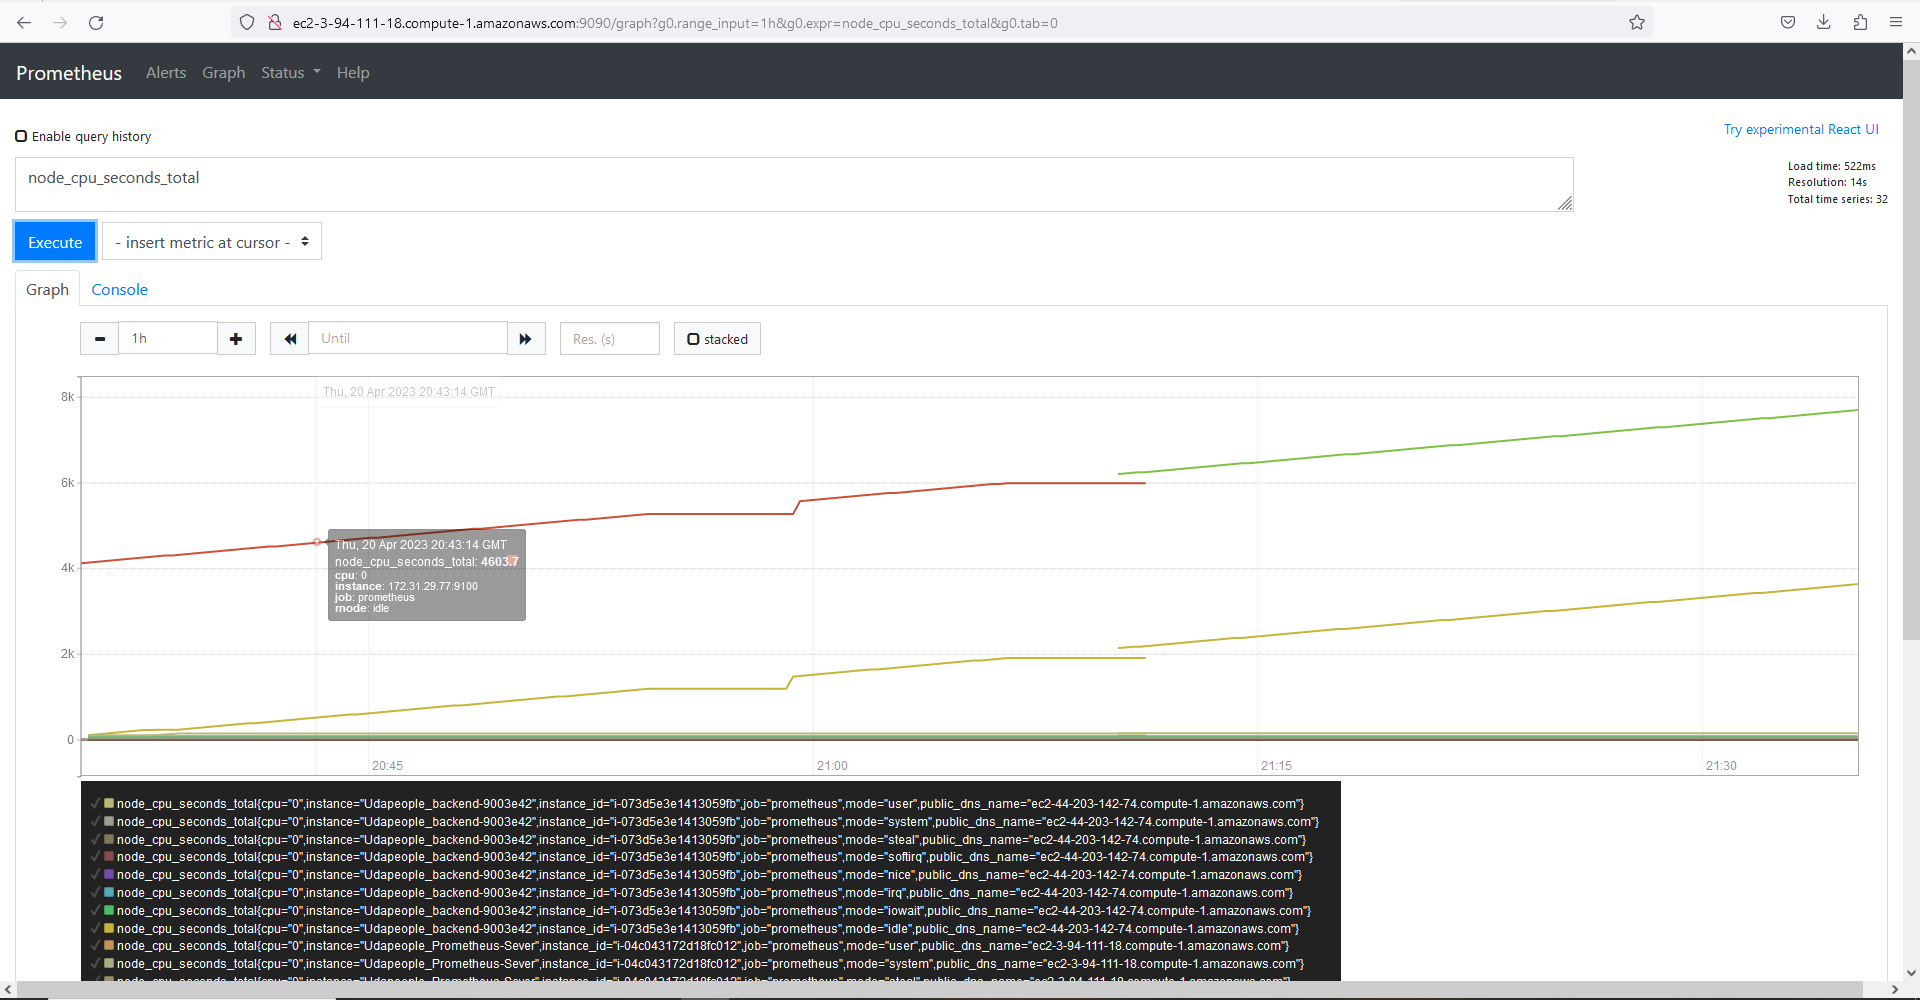 ec2-3-94-111-18.compute-1.amazonaws.com:9090/graph?g0.range_input=1h&g0.expr=node_cpu_seconds_total&g0.tab=0
Prometheus Alerts Graph Status Help
Enable query history
Try experimental React UI
node_cpu_seconds_total
Load time: 522ms
Resolution: 14s
Total time series: 32
Execute - insert metric at cursor -
Graph Console
1h Until Res. (s) stacked
Thu, 20 Apr 2023 20:43:14 GMT
8k
6k
Thu, 20 Apr 2023 20:43:14 GMT
node_cpu_seconds_total: 4603.7
4k
cpu: 0
instance: 172.31.29.77:9100
job: prometheus
mode: idle
2k
0
20:45 21:00 21:15 21:30
node_cpu_seconds_total{cpu="0",instance="Udapeople_backend-9003e42",instance_id="i-073d5e3e1413059fb",job="prometheus",mode="user",public_dns_name="ec2-44-203-142-74.compute-1.amazonaws.com"}
node_cpu_seconds_total{cpu="0",instance="Udapeople_backend-9003e42",instance_id="i-073d5e3e1413059fb",job="prometheus",mode="system",public_dns_name="ec2-44-203-142-74.compute-1.amazonaws.com"}
node_cpu_seconds_total{cpu="0",instance="Udapeople_backend-9003e42",instance_id="i-073d5e3e1413059fb",job="prometheus",mode="steal",public_dns_name="ec2-44-203-142-74.compute-1.amazonaws.com"}
node_cpu_seconds_total{cpu="0",instance="Udapeople_backend-9003e42",instance_id="i-073d5e3e1413059fb",job="prometheus",mode="softirq",public_dns_name="ec2-44-203-142-74.compute-1.amazonaws.com"}
node_cpu_seconds_total{cpu="0",instance="Udapeople_backend-9003e42",instance_id="i-073d5e3e1413059fb",job="prometheus",mode="nice",public_dns_name="ec2-44-203-142-74.compute-1.amazonaws.com"}
node_cpu_seconds_total{cpu="0",instance="Udapeople_backend-9003e42",instance_id="i-073d5e3e1413059fb",job="prometheus",mode="irq",public_dns_name="ec2-44-203-142-74.compute-1.amazonaws.com"}
node_cpu_seconds_total{cpu="0",instance="Udapeople_backend-9003e42",instance_id="i-073d5e3e1413059fb",job="prometheus",mode="iowait",public_dns_name="ec2-44-203-142-74.compute-1.amazonaws.com"}
node_cpu_seconds_total{cpu="0",instance="Udapeople_backend-9003e42",instance_id="i-073d5e3e1413059fb",job="prometheus",mode="idle",public_dns_name="ec2-44-203-142-74.compute-1.amazonaws.com"}
node_cpu_seconds_total{cpu="0",instance="Udapeople_Prometheus-Sever",instance_id="i-04c043172d18fc012",job="prometheus",mode="user",public_dns_name="ec2-3-94-111-18.compute-1.amazonaws.com"}
node_cpu_seconds_total{cpu="0",instance="Udapeople_Prometheus-Sever",instance_id="i-04c043172d18fc012",job="prometheus",mode="system",public_dns_name="ec2-3-94-111-18.compute-1.amazonaws.com"}